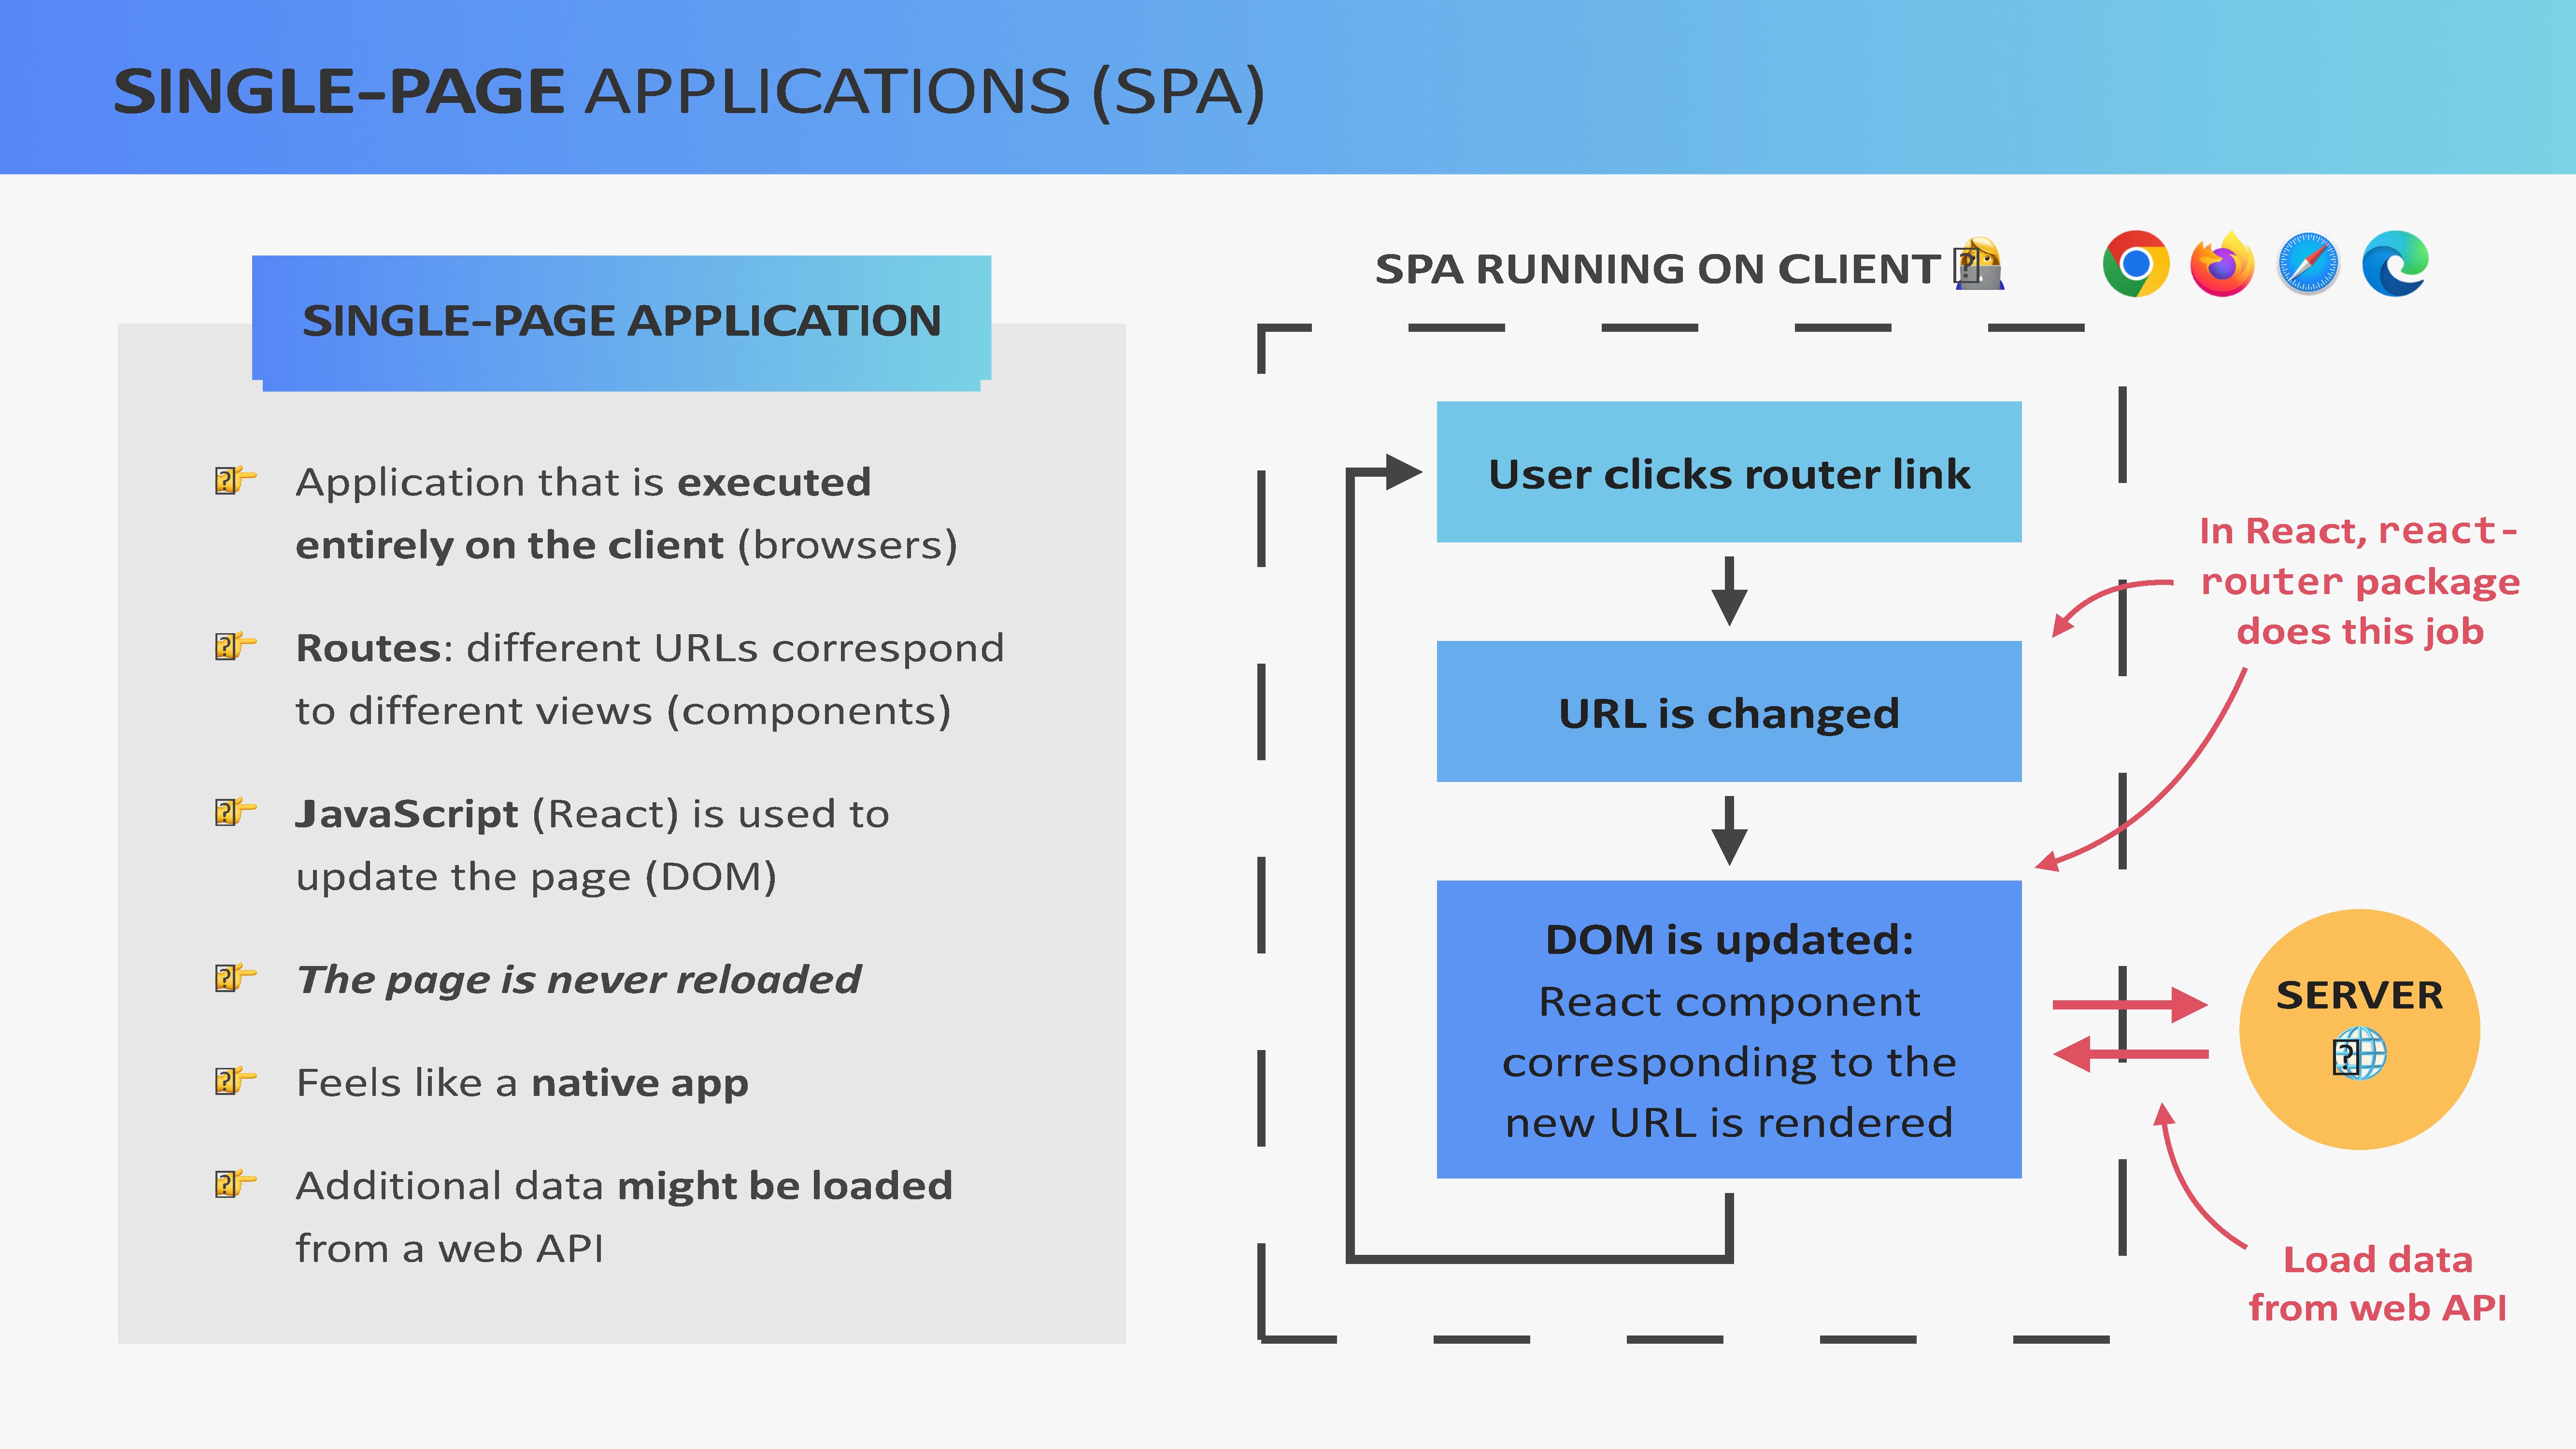 SINGLE-PAGE APPLICATIONS (SPA)
SINGLE-PAGE APPLICATION
Application that is executed
entirely on the client (browsers)
Routes: different URLs correspond
to different views (components)
JavaScript (React) is used to
update the page (DOM)
The page is never reloaded
Feels like a native app
Additional data might be loaded
from a web API
SPA RUNNING ON CLIENT
User clicks router link
URL is changed
DOM is updated:
React component
corresponding to the
new URL is rendered
In React, react-
router package
does this job
SERVER
Load data
from web API